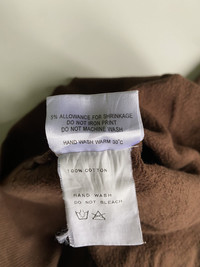 5% ALLOWANCE FOR SHRINKAGE
DO NOT IRON PRINT
DO NOT MACHINE WASH
HAND WASH WARM 30°C
100% COTTON
HAND WASH
DO NOT BLEACH